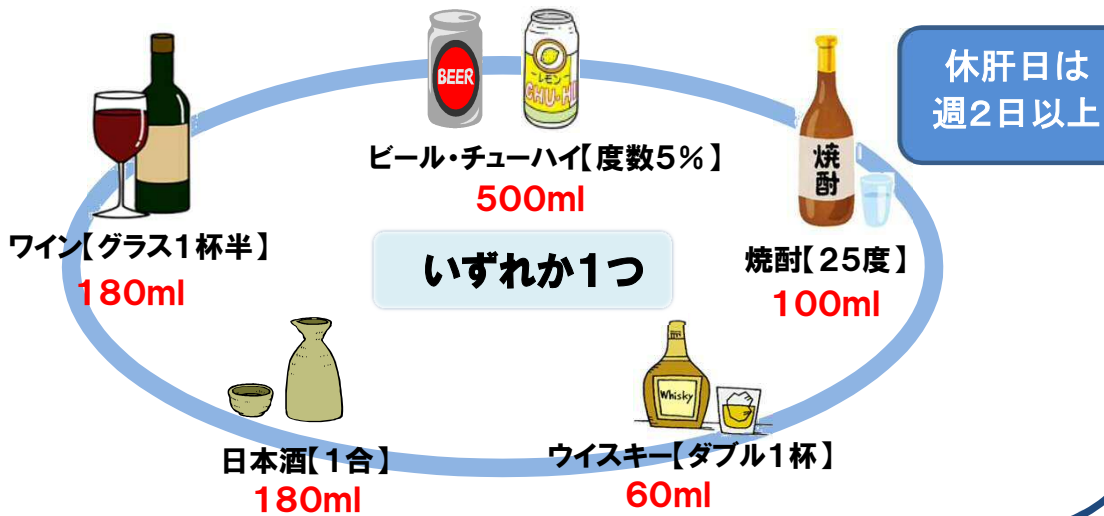 BEER
レモン
CHU-HI
ビール・チューハイ【度数5%】
500ml
休肝日は
週2日以上
焼酎
ワイン【グラス1杯半】
180ml
いずれか1つ
焼酎【25度】
100ml
Whisky
日本酒【1合】
180ml
ウイスキー【ダブル1杯】
60ml